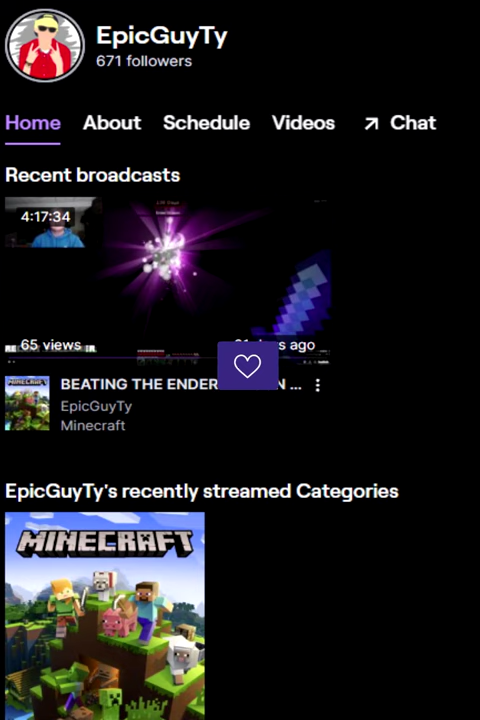 EpicGuyTy
671 followers
Home About Schedule Videos Chat
Recent broadcasts
4:17:34
65 views ago
BEATING THE ENDER ...
EpicGuyTy
Minecraft
EpicGuyTy's recently streamed Categories
MINECRAFT